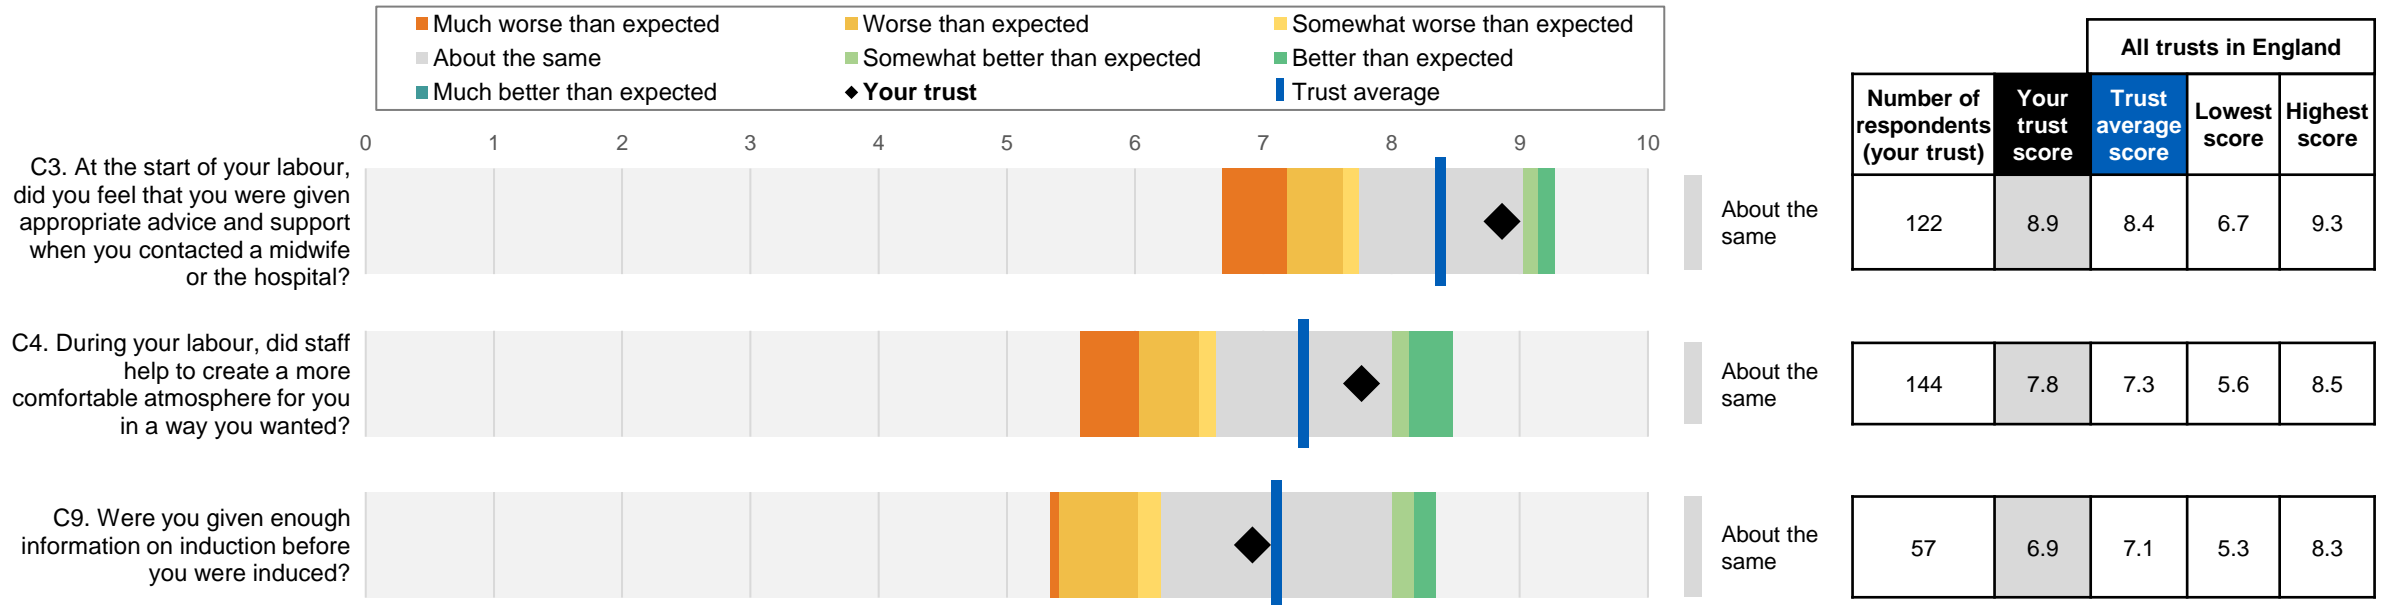 Much worse than expected
Worse than expected
Somewhat worse than expected
About the same
Somewhat better than expected
Better than expected
Much better than expected
Your trust
Trust average
All trusts in England
Number of
respondents
(your trust)
Your
trust
score
Trust
average
score
Lowest
score
Highest
score
0 1 2 3 4 5 6 7 8 9 10
C3. At the start of your labour,
did you feel that you were given
appropriate advice and support
when you contacted a midwife
or the hospital?
About the
same
122 8.9 8.4 6.7 9.3
C4. During your labour, did staff
help to create a more
comfortable atmosphere for you
in a way you wanted?
About the
same
144 7.8 7.3 5.6 8.5
C9. Were you given enough
information on induction before
you were induced?
About the
same
57 6.9 7.1 5.3 8.3